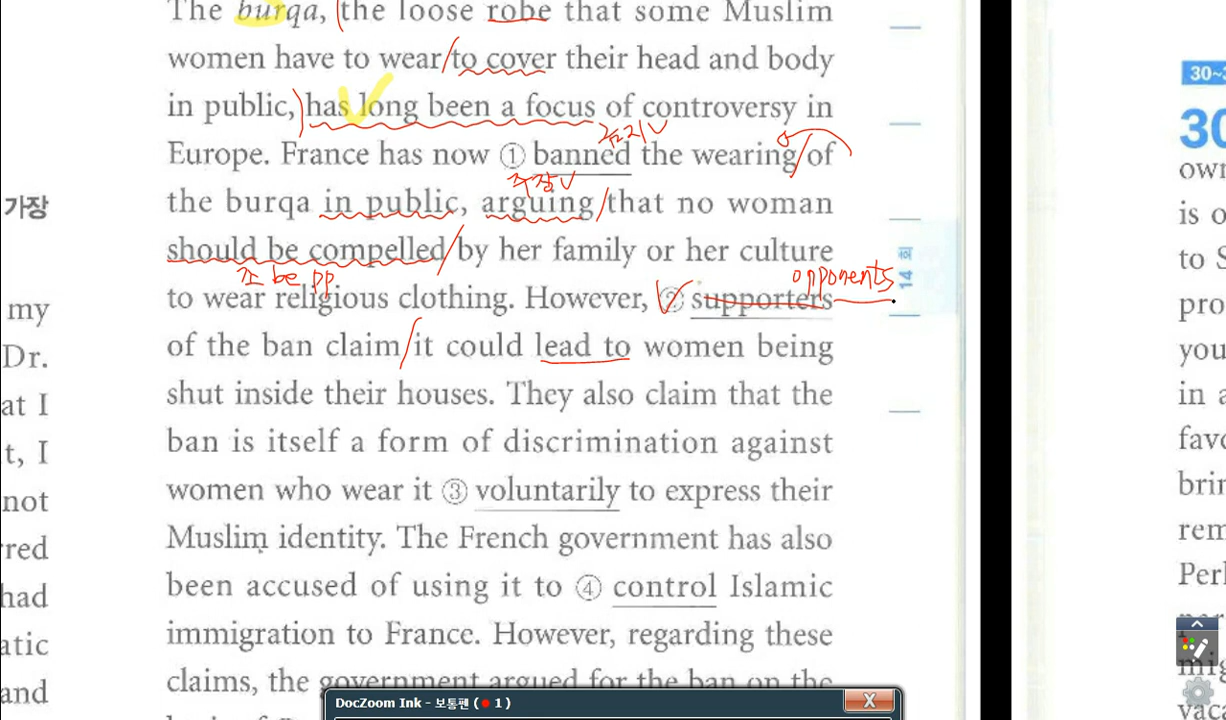 The burqa, the loose robe that some Muslim
women have to wear to cover their head and body
in public, has long been a focus of controversy in
금지V
Europe. France has now ① banned the wearing of
주장V
the burqa in public, arguing that no woman
should be compelled by her family or her culture
조 be pp
opponents
to wear religious clothing. However, ② supporters
of the ban claim it could lead to women being
shut inside their houses. They also claim that the
ban is itself a form of discrimination against
women who wear it ③ voluntarily to express their
Muslim identity. The French government has also
been accused of using it to ④ control Islamic
immigration to France. However, regarding these
claims, the government argued for the ban on the
가장
my
Dr.
at I
t, I
not
rred
had
atic
and
14 회
30~
30
own
is o
to S
pro
you
in a
favo
brin
rem
Perl
mig
vaca
DocZoom Ink - 보통펜 ( 1 )
X